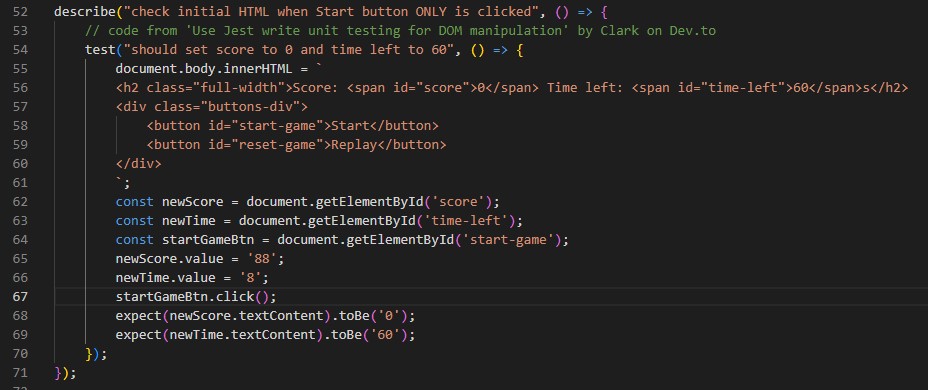 52 describe("check initial HTML when Start button ONLY is clicked", () => {
53 // code from 'Use Jest write unit testing for DOM manipulation' by Clark on Dev.to
54 test("should set score to 0 and time left to 60", () => {
55 document.body.innerHTML = `
56 <h2 class="full-width">Score: <span id="score">0</span> Time left: <span id="time-left">60</span>s</h2>
57 <div class="buttons-div">
58 <button id="start-game">Start</button>
59 <button id="reset-game">Replay</button>
60 </div>
61 `;
62 const newScore = document.getElementById('score');
63 const newTime = document.getElementById('time-left');
64 const startGameBtn = document.getElementById('start-game');
65 newScore.value = '88';
66 newTime.value = '8';
67 startGameBtn.click();
68 expect(newScore.textContent).toBe('0');
69 expect(newTime.textContent).toBe('60');
70 });
71 });